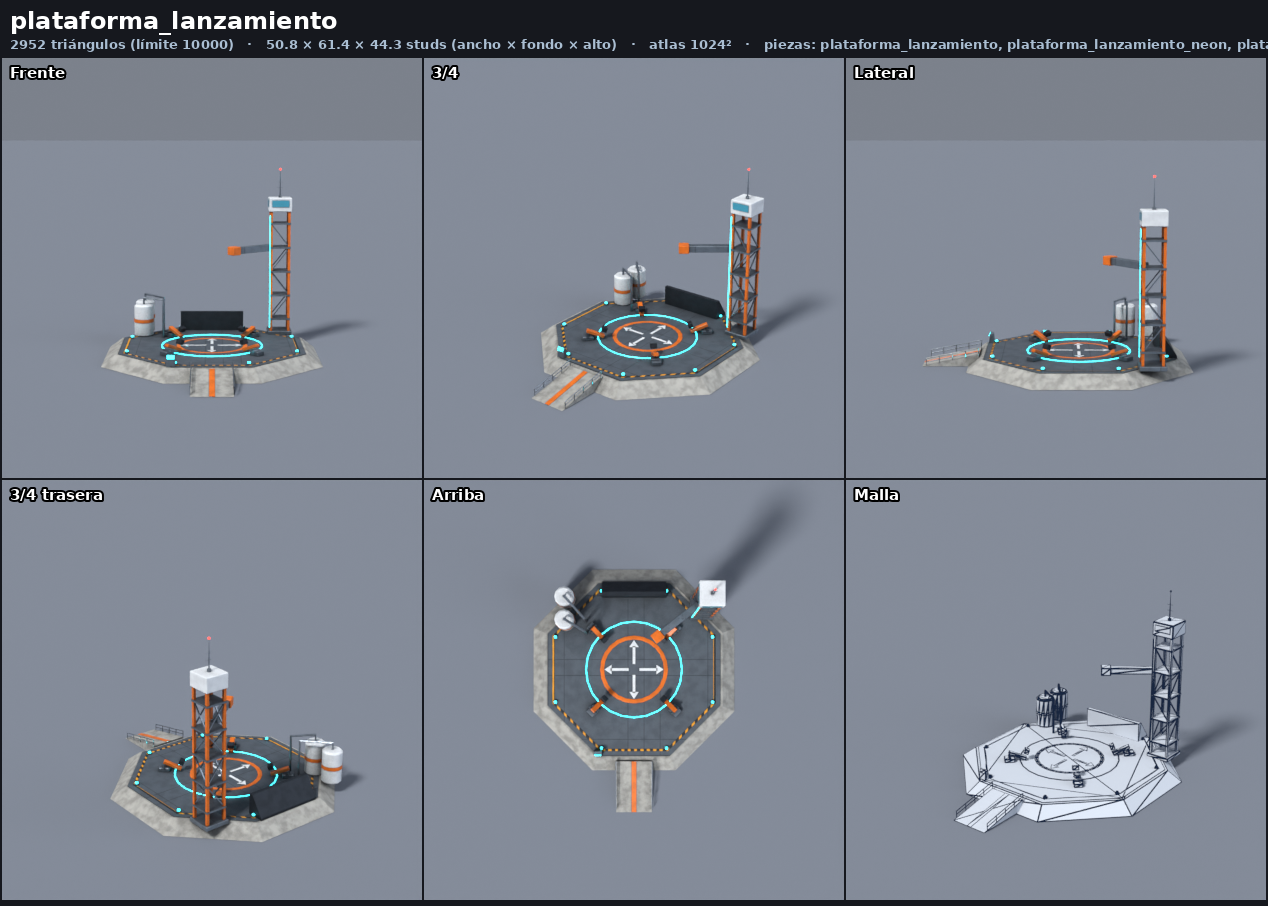 plataforma_lanzamiento
2952 triángulos (límite 10000) · 50.8 × 61.4 × 44.3 studs (ancho × fondo × alto) · atlas 1024² · piezas: plataforma_lanzamiento, plataforma_lanzamiento_neon, plata
Frente
3/4
Lateral
3/4 trasera
Arriba
Malla